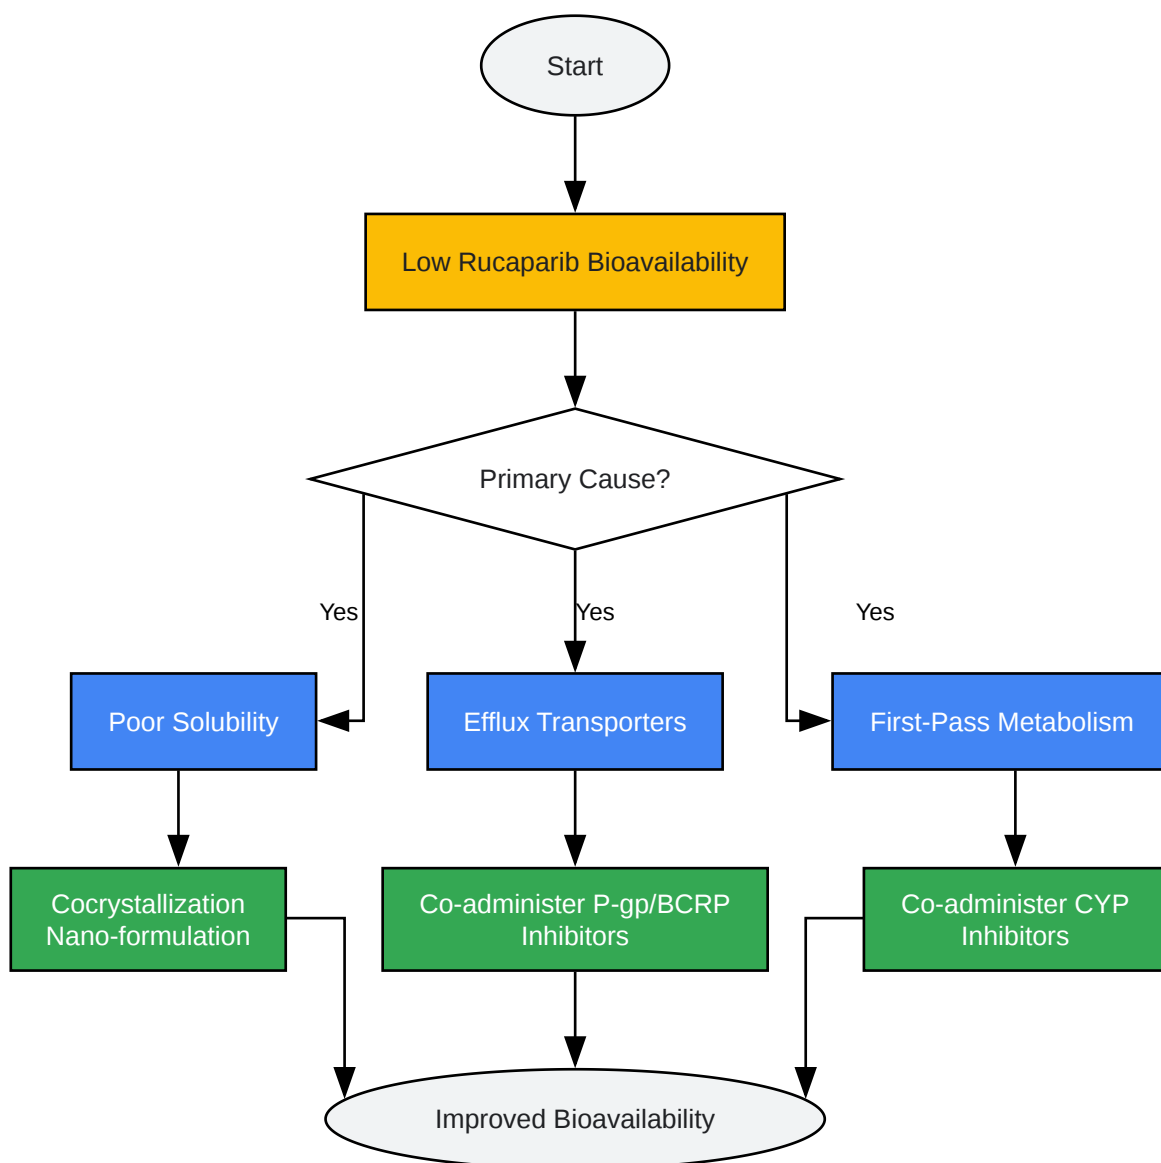 Start
Low Rucaparib Bioavailability
Primary Cause?
Yes
Yes
Yes
Poor Solubility
Efflux Transporters
First-Pass Metabolism
Cocrystallization
Nano-formulation
Co-administer P-gp/BCRP
Inhibitors
Co-administer CYP
Inhibitors
Improved Bioavailability